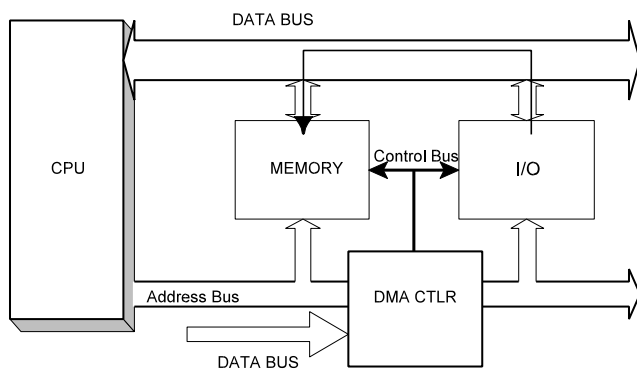 DATA BUS
CPU
MEMORY
Control Bus
I/O
Address Bus
DMA CTLR
DATA BUS